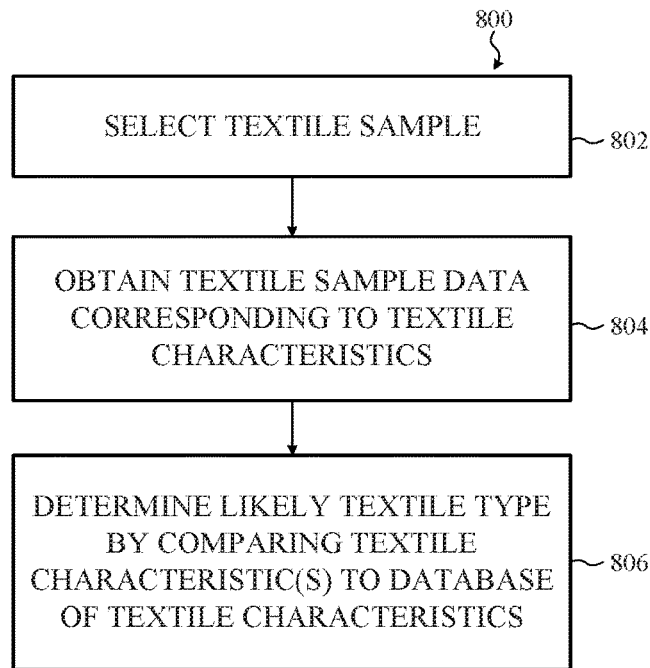 800
SELECT TEXTILE SAMPLE
802
OBTAIN TEXTILE SAMPLE DATA
CORRESPONDING TO TEXTILE
CHARACTERISTICS
804
DETERMINE LIKELY TEXTILE TYPE
BY COMPARING TEXTILE
CHARACTERISTIC(S) TO DATABASE
OF TEXTILE CHARACTERISTICS
806